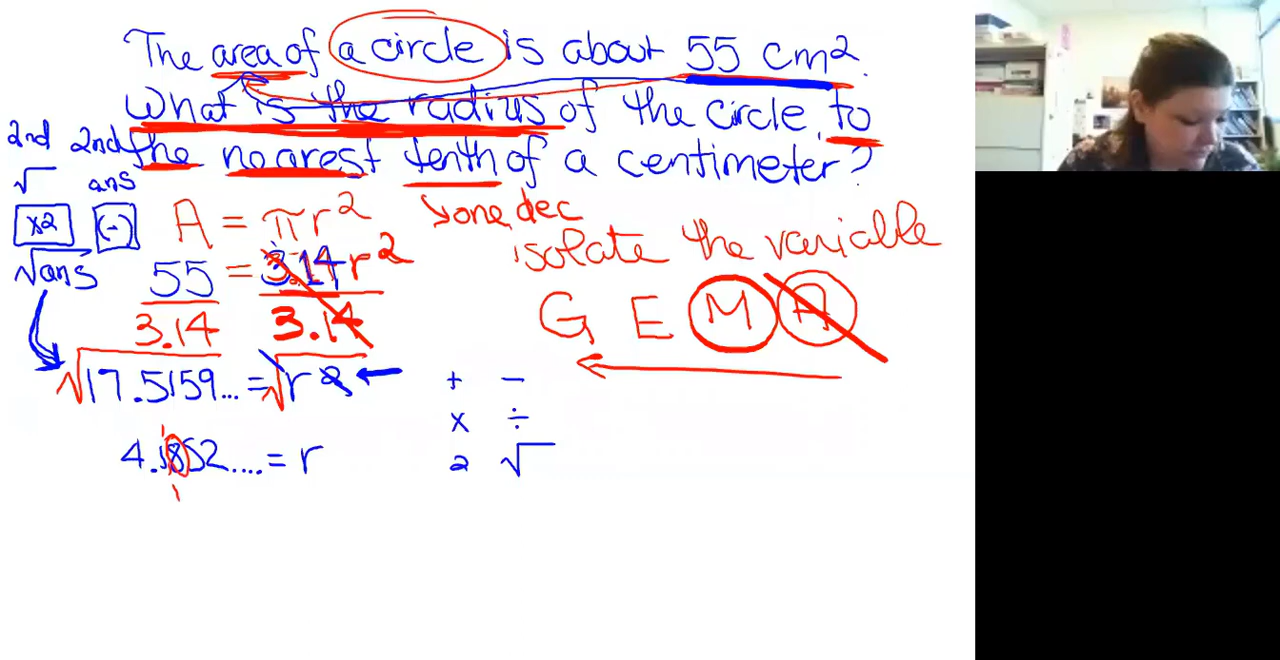 The area of a circle is about 55 cm2.
What is the radius of the circle, to
the nearest tenth of a centimeter?
2nd 2nd
√ ans
x2 (-)
√ans
A = πr2
55 = 3.14 r2
3.14 3.14
√17.5159... = √r2
4.1852.... = r
one dec
isolate the variable
G E M A
+ -
x ÷
2 √